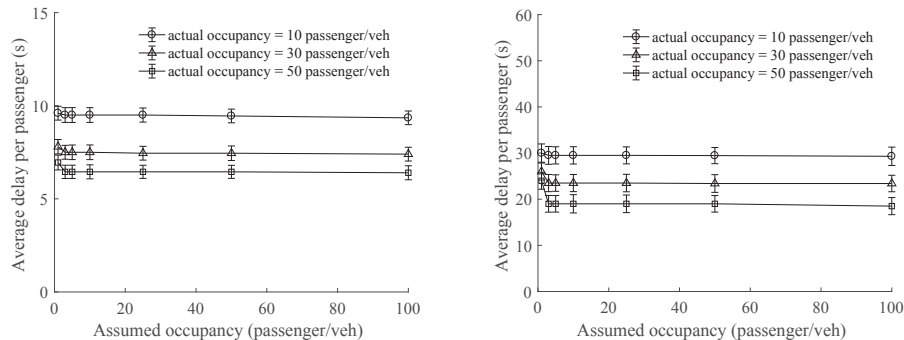 15
10
5
0
Average delay per passenger (s)
actual occupancy = 10 passenger/veh
actual occupancy = 30 passenger/veh
actual occupancy = 50 passenger/veh
0 20 40 60 80 100
Assumed occupancy (passenger/veh)
60
50
40
30
20
10
0
Average delay per passenger (s)
actual occupancy = 10 passenger/veh
actual occupancy = 30 passenger/veh
actual occupancy = 50 passenger/veh
0 20 40 60 80 100
Assumed occupancy (passenger/veh)